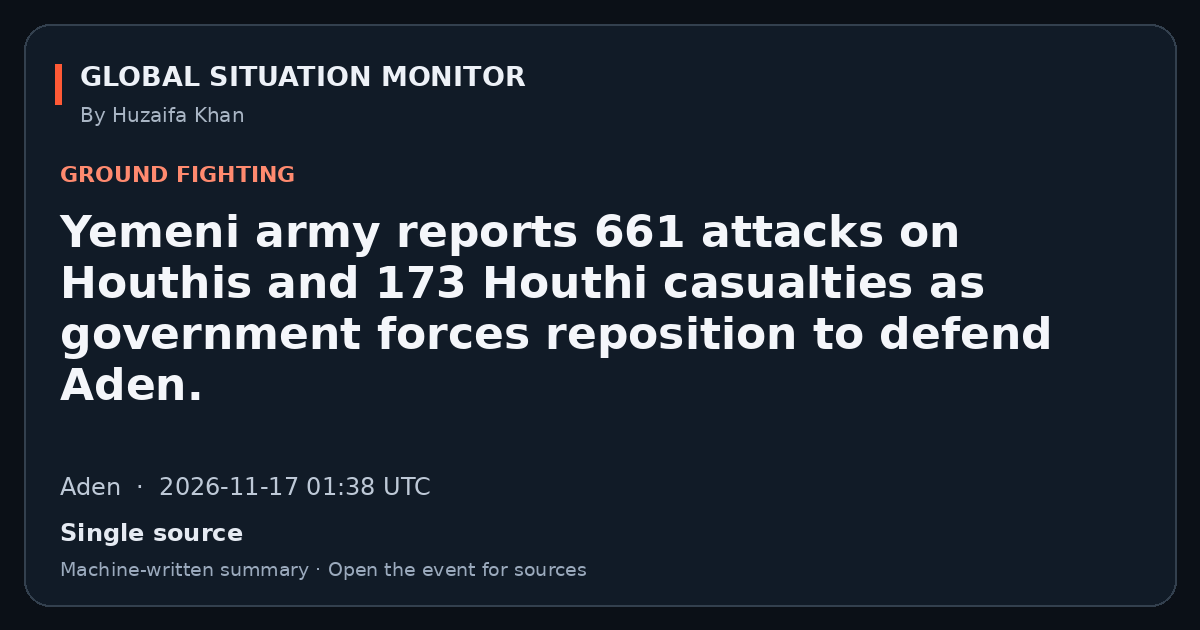 GLOBAL SITUATION MONITOR
By Huzaifa Khan
GROUND FIGHTING
Yemeni army reports 661 attacks on
Houthis and 173 Houthi casualties as
government forces reposition to defend
Aden.
Aden · 2026-11-17 01:38 UTC
Single source
Machine-written summary · Open the event for sources